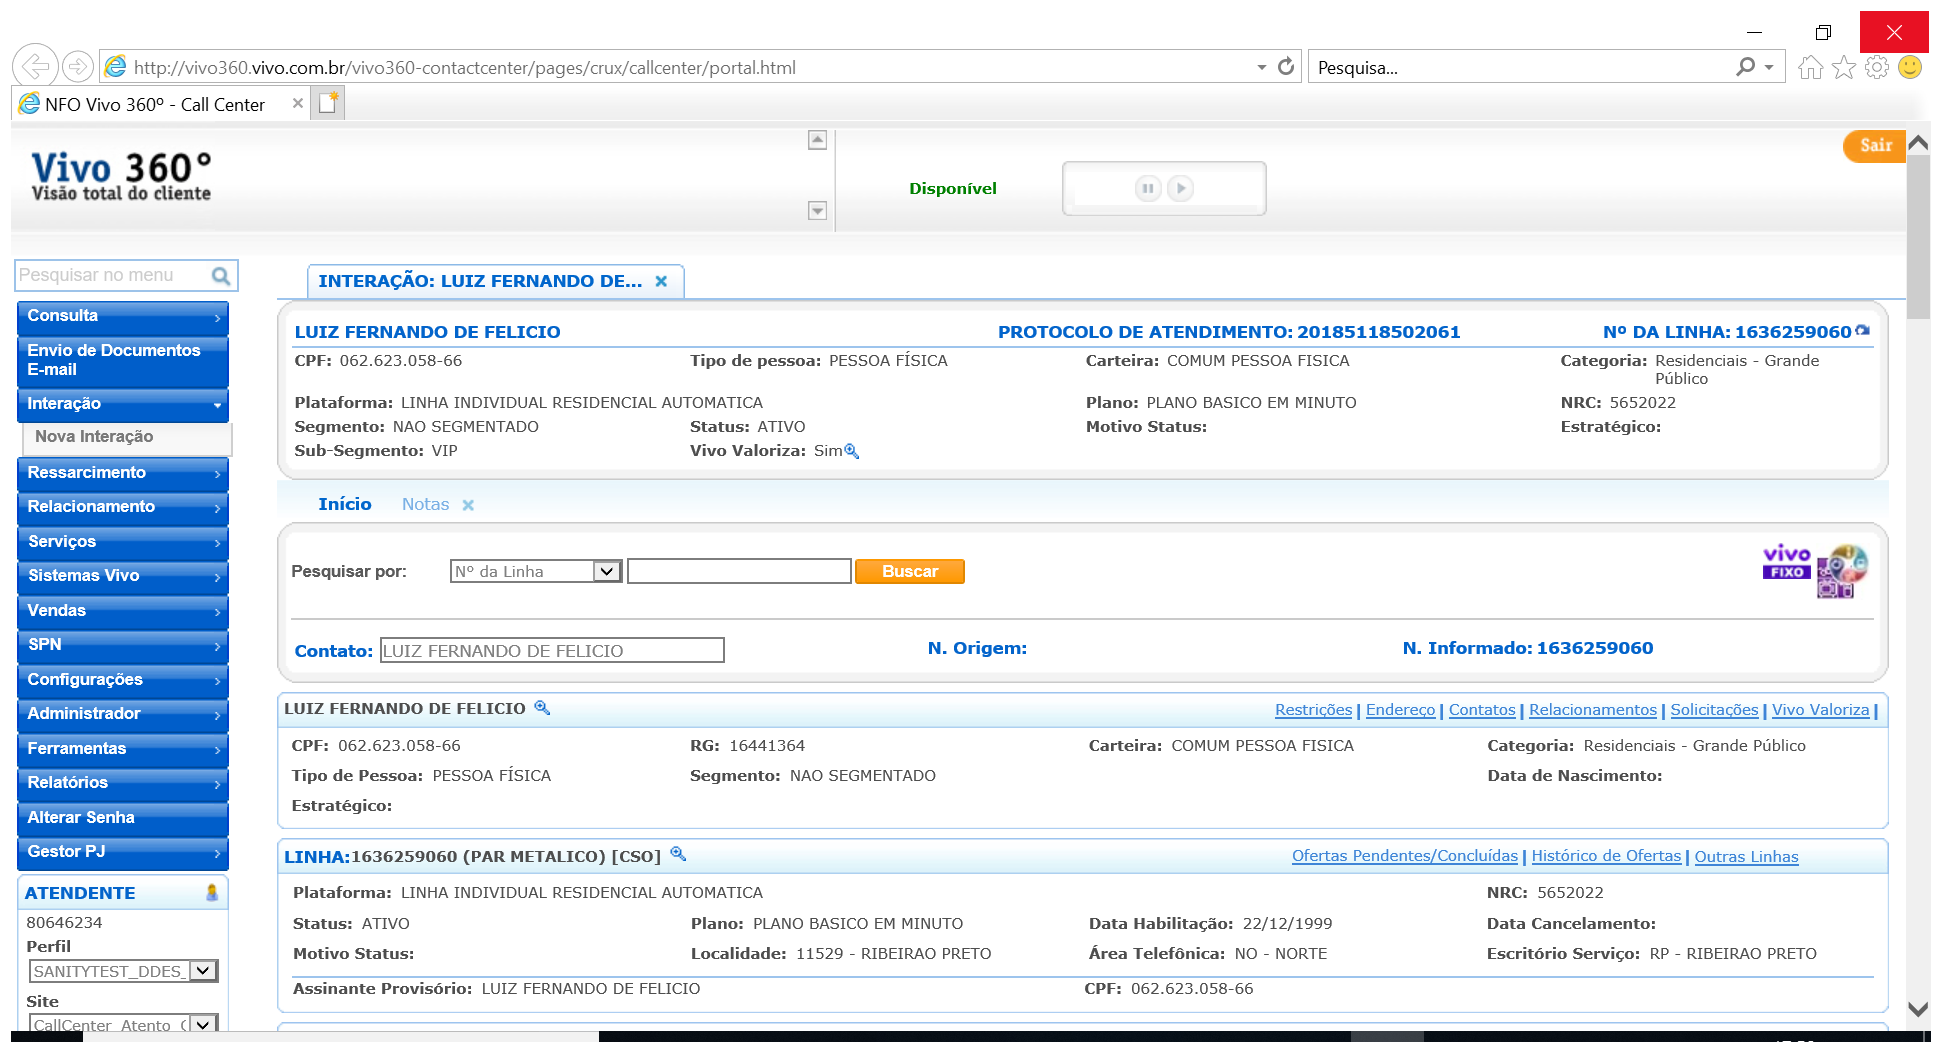 http://vivo360.vivo.com.br/vivo360-contactcenter/pages/crux/callcenter/portal.html
Pesquisa...
NFO Vivo 360º - Call Center
Vivo 360°
Visão total do cliente
Disponível
Sair
Pesquisar no menu
Consulta
Envio de Documentos
E-mail
Interação
Nova Interação
Ressarcimento
Relacionamento
Serviços
Sistemas Vivo
Vendas
SPN
Configurações
Administrador
Ferramentas
Relatórios
Alterar Senha
Gestor PJ
ATENDENTE
80646234
Perfil
SANITYTEST_DDES_
Site
CallCenter Atento
INTERAÇÃO: LUIZ FERNANDO DE...
LUIZ FERNANDO DE FELICIO PROTOCOLO DE ATENDIMENTO: 20185118502061 Nº DA LINHA: 1636259060
CPF: 062.623.058-66 Tipo de pessoa: PESSOA FÍSICA Carteira: COMUM PESSOA FISICA Categoria: Residenciais - Grande
Público
Plataforma: LINHA INDIVIDUAL RESIDENCIAL AUTOMATICA Plano: PLANO BASICO EM MINUTO NRC: 5652022
Segmento: NAO SEGMENTADO Status: ATIVO Motivo Status: Estratégico:
Sub-Segmento: VIP Vivo Valoriza: Sim
Início Notas
Pesquisar por: Nº da Linha Buscar
vivo
FIXO
Contato: LUIZ FERNANDO DE FELICIO N. Origem: N. Informado: 1636259060
LUIZ FERNANDO DE FELICIO Restrições | Endereço | Contatos | Relacionamentos | Solicitações | Vivo Valoriza |
CPF: 062.623.058-66 RG: 16441364 Carteira: COMUM PESSOA FISICA Categoria: Residenciais - Grande Público
Tipo de Pessoa: PESSOA FÍSICA Segmento: NAO SEGMENTADO Data de Nascimento:
Estratégico:
LINHA:1636259060 (PAR METALICO) [CSO] Ofertas Pendentes/Concluídas | Histórico de Ofertas | Outras Linhas
Plataforma: LINHA INDIVIDUAL RESIDENCIAL AUTOMATICA NRC: 5652022
Status: ATIVO Plano: PLANO BASICO EM MINUTO Data Habilitação: 22/12/1999 Data Cancelamento:
Motivo Status: Localidade: 11529 - RIBEIRAO PRETO Área Telefônica: NO - NORTE Escritório Serviço: RP - RIBEIRAO PRETO
Assinante Provisório: LUIZ FERNANDO DE FELICIO CPF: 062.623.058-66